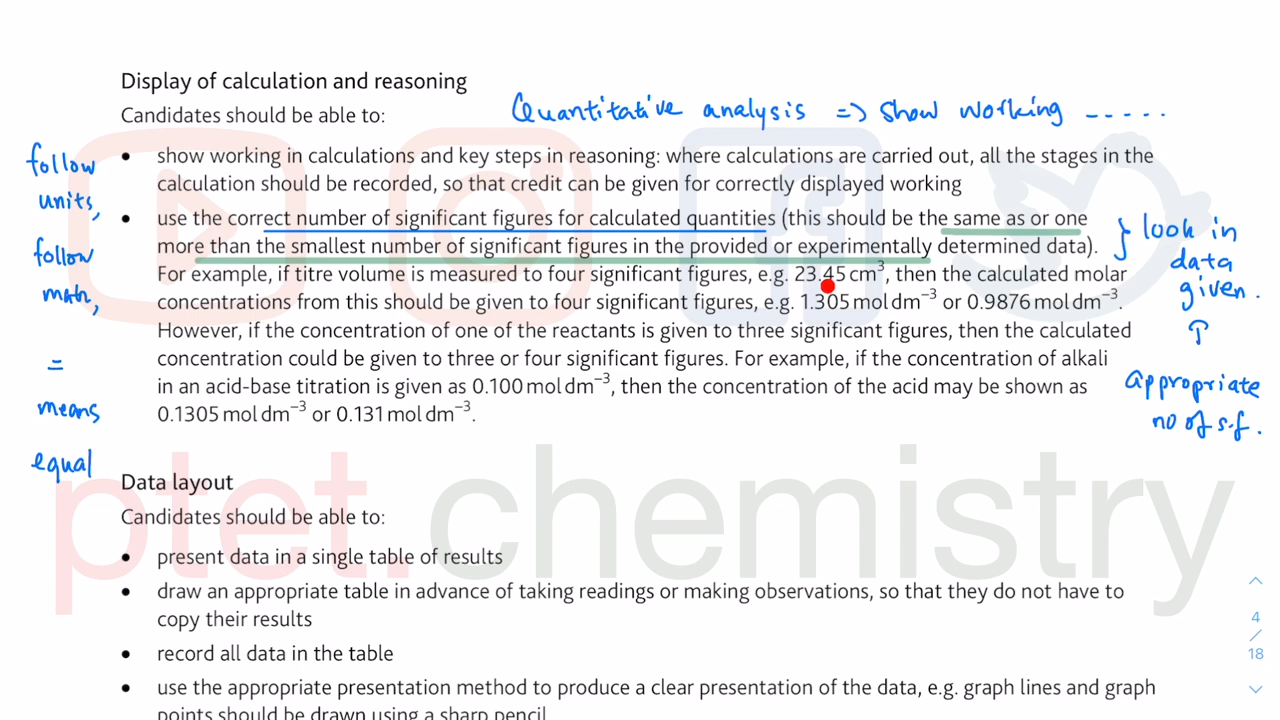 Display of calculation and reasoning
Candidates should be able to:
Quantitative analysis => show working -----
• show working in calculations and key steps in reasoning: where calculations are carried out, all the stages in the
calculation should be recorded, so that credit can be given for correctly displayed working
• use the correct number of significant figures for calculated quantities (this should be the same as or one
more than the smallest number of significant figures in the provided or experimentally determined data).
For example, if titre volume is measured to four significant figures, e.g. 23.45 cm³, then the calculated molar
concentrations from this should be given to four significant figures, e.g. 1.305 mol dm⁻³ or 0.9876 mol dm⁻³.
However, if the concentration of one of the reactants is given to three significant figures, then the calculated
concentration could be given to three or four significant figures. For example, if the concentration of alkali
in an acid-base titration is given as 0.100 mol dm⁻³, then the concentration of the acid may be shown as
0.1305 mol dm⁻³ or 0.131 mol dm⁻³.
follow
units,
follow
math,
=
means
equal
} look in
data
given.
↑
appropriate
no of s.f.
Data layout
Candidates should be able to:
• present data in a single table of results
• draw an appropriate table in advance of taking readings or making observations, so that they do not have to
copy their results
• record all data in the table
• use the appropriate presentation method to produce a clear presentation of the data, e.g. graph lines and graph
points should be drawn using a sharp pencil
ptet.chemistry
4
/
18